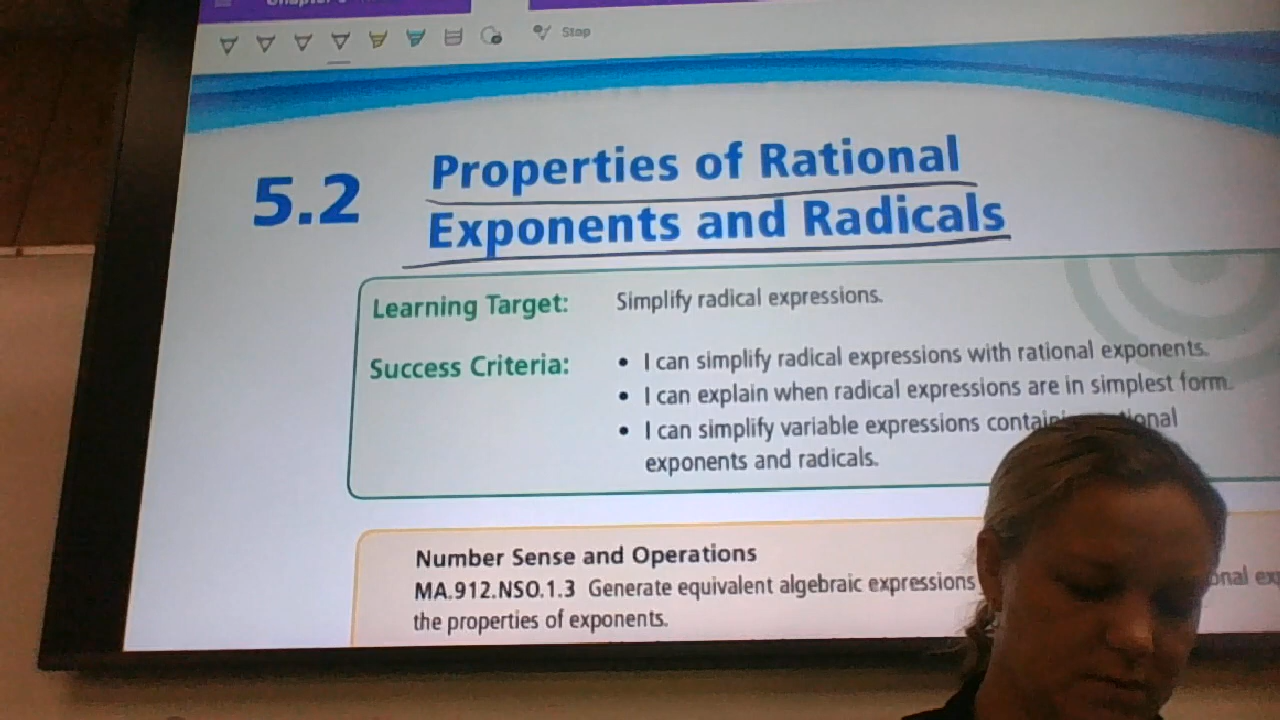 Stop
5.2
Properties of Rational
Exponents and Radicals
Learning Target: Simplify radical expressions.
Success Criteria:
• I can simplify radical expressions with rational exponents.
• I can explain when radical expressions are in simplest form.
• I can simplify variable expressions
exponents and radicals.
Number Sense and Operations
MA.912.NSO.1.3 Generate equivalent algebraic expressions
the properties of exponents.